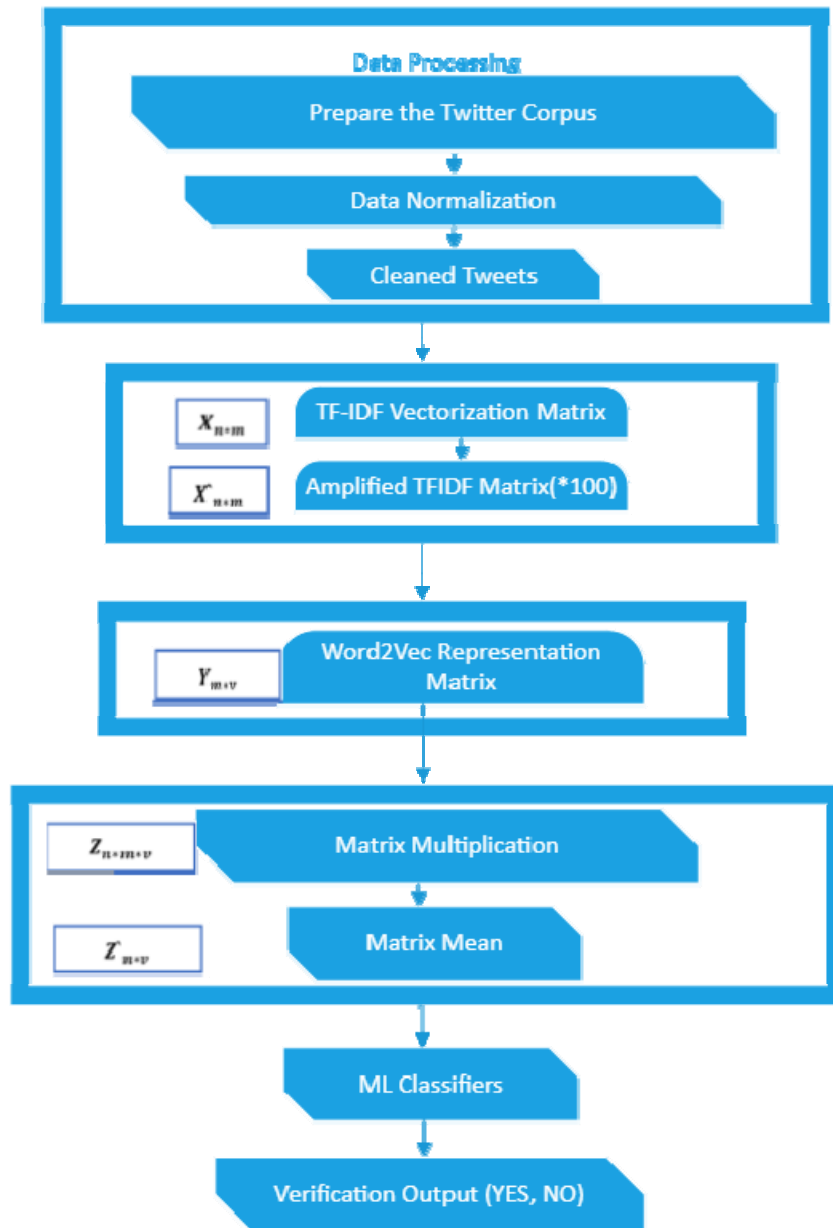 Data Processing
Prepare the Twitter Corpus
Data Normalization
Cleaned Tweets
X n*m
TF-IDF Vectorization Matrix
X^ n*m
Amplified TFIDF Matrix(*100)
Y m*v
Word2Vec Representation
Matrix
Z n*m*v
Matrix Multiplication
Z^ m*v
Matrix Mean
ML Classifiers
Verification Output (YES, NO)